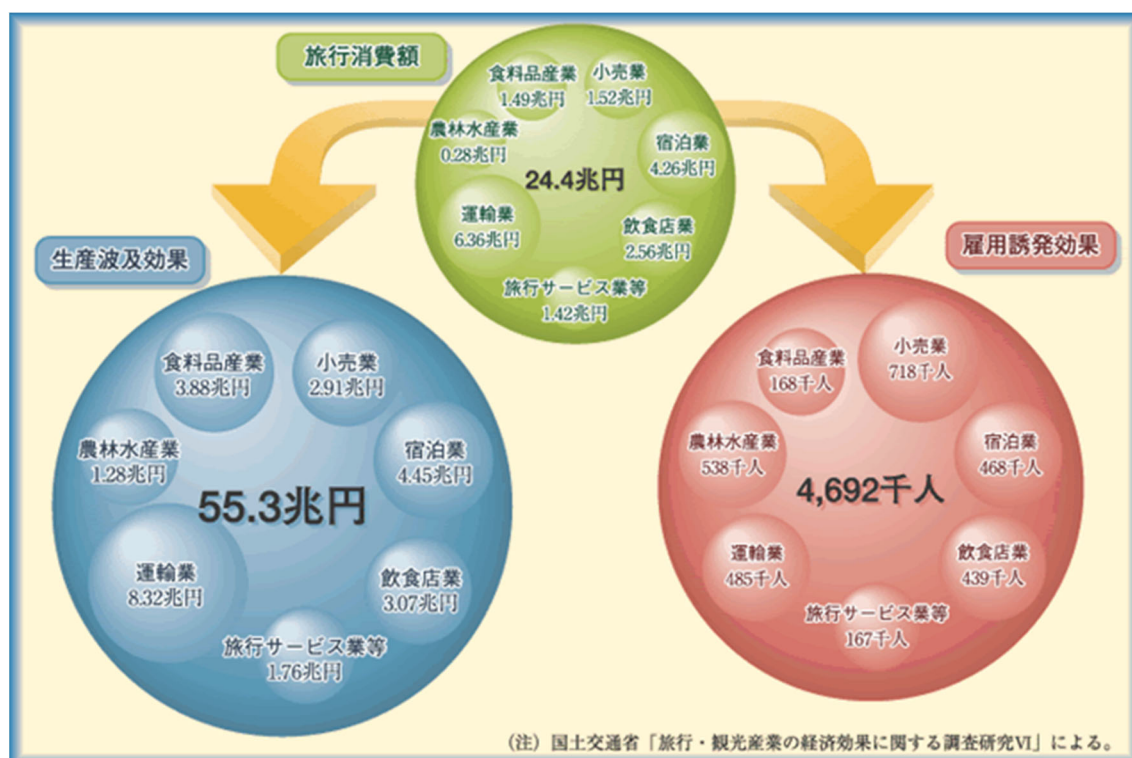 旅行消費額
食料品産業
1.49兆円
小売業
1.52兆円
農林水産業
0.28兆円
宿泊業
4.26兆円
24.4兆円
運輸業
6.36兆円
飲食店業
2.56兆円
旅行サービス業等
1.42兆円
生産波及効果
食料品産業
3.88兆円
小売業
2.91兆円
農林水産業
1.28兆円
宿泊業
4.45兆円
55.3兆円
運輸業
8.32兆円
飲食店業
3.07兆円
旅行サービス業等
1.76兆円
雇用誘発効果
食料品産業
168千人
小売業
718千人
農林水産業
538千人
宿泊業
468千人
4,692千人
運輸業
485千人
飲食店業
439千人
旅行サービス業等
167千人
（注）国土交通省「旅行・観光産業の経済効果に関する調査研究Ⅵ」による。